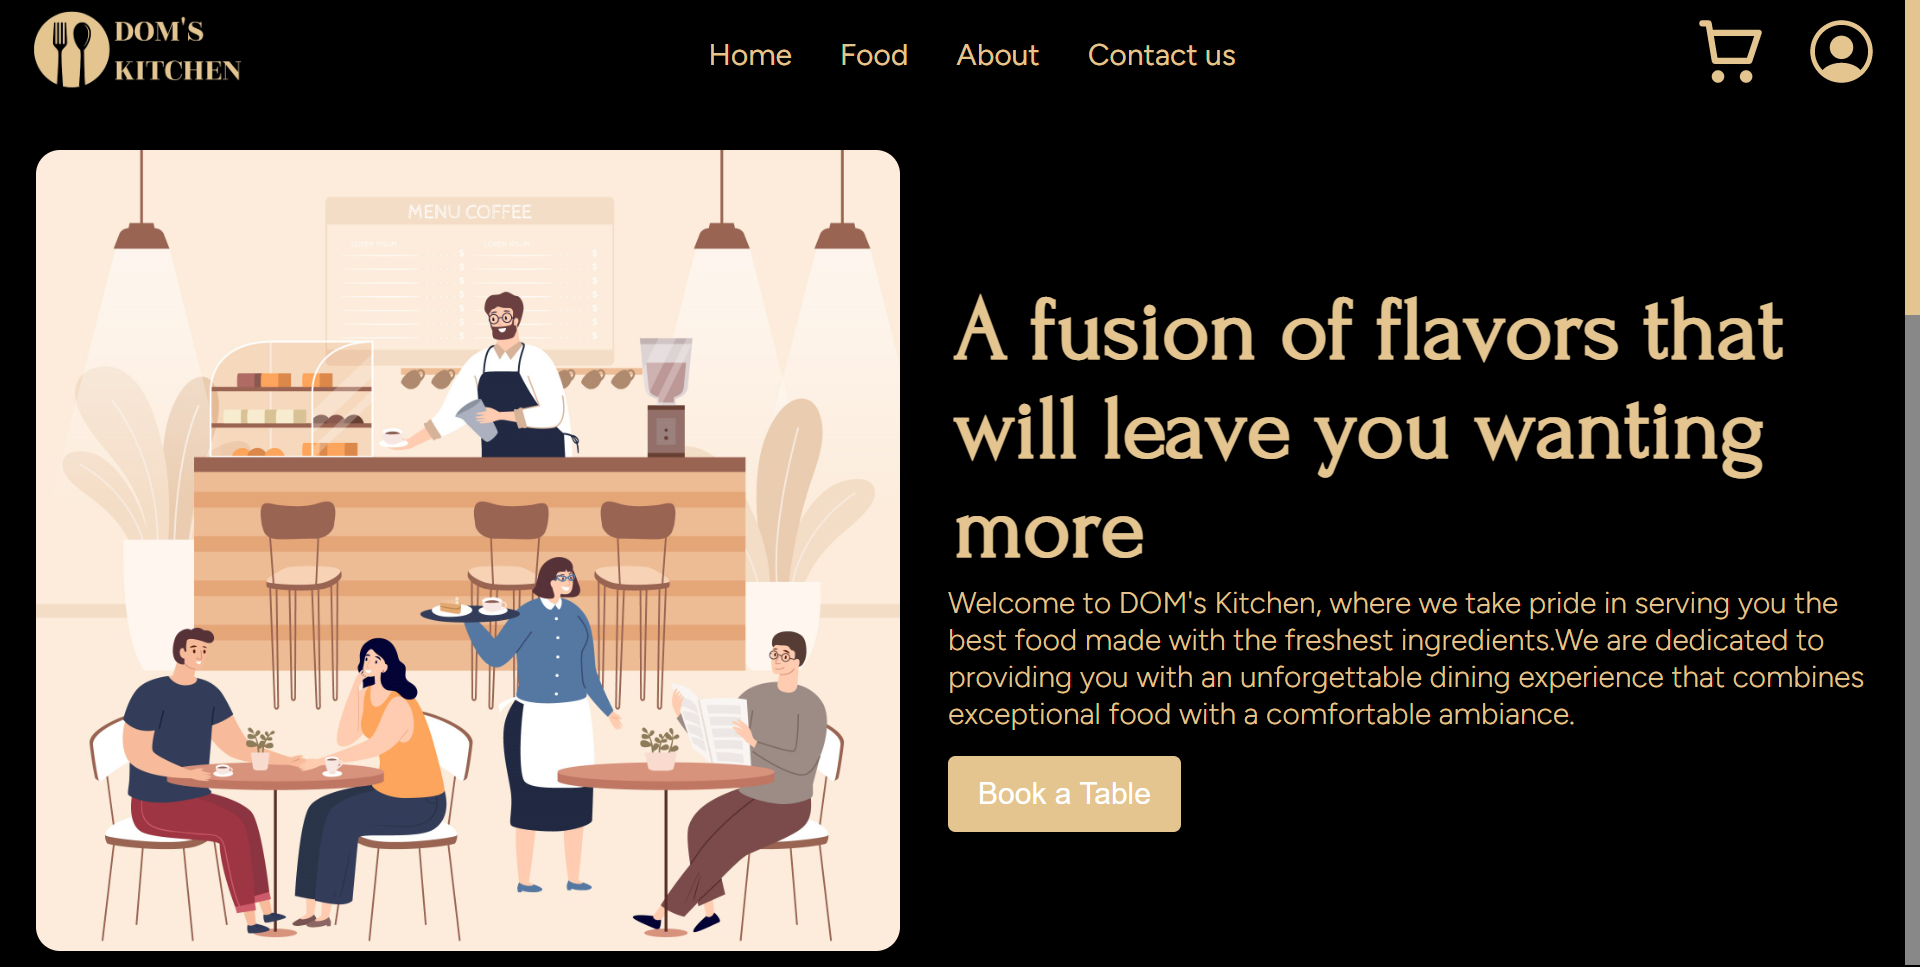 DOM'S
KITCHEN
Home
Food
About
Contact us
MENU COFFEE
A fusion of flavors that
will leave you wanting
more
Welcome to DOM's Kitchen, where we take pride in serving you the
best food made with the freshest ingredients.We are dedicated to
providing you with an unforgettable dining experience that combines
exceptional food with a comfortable ambiance.
Book a Table